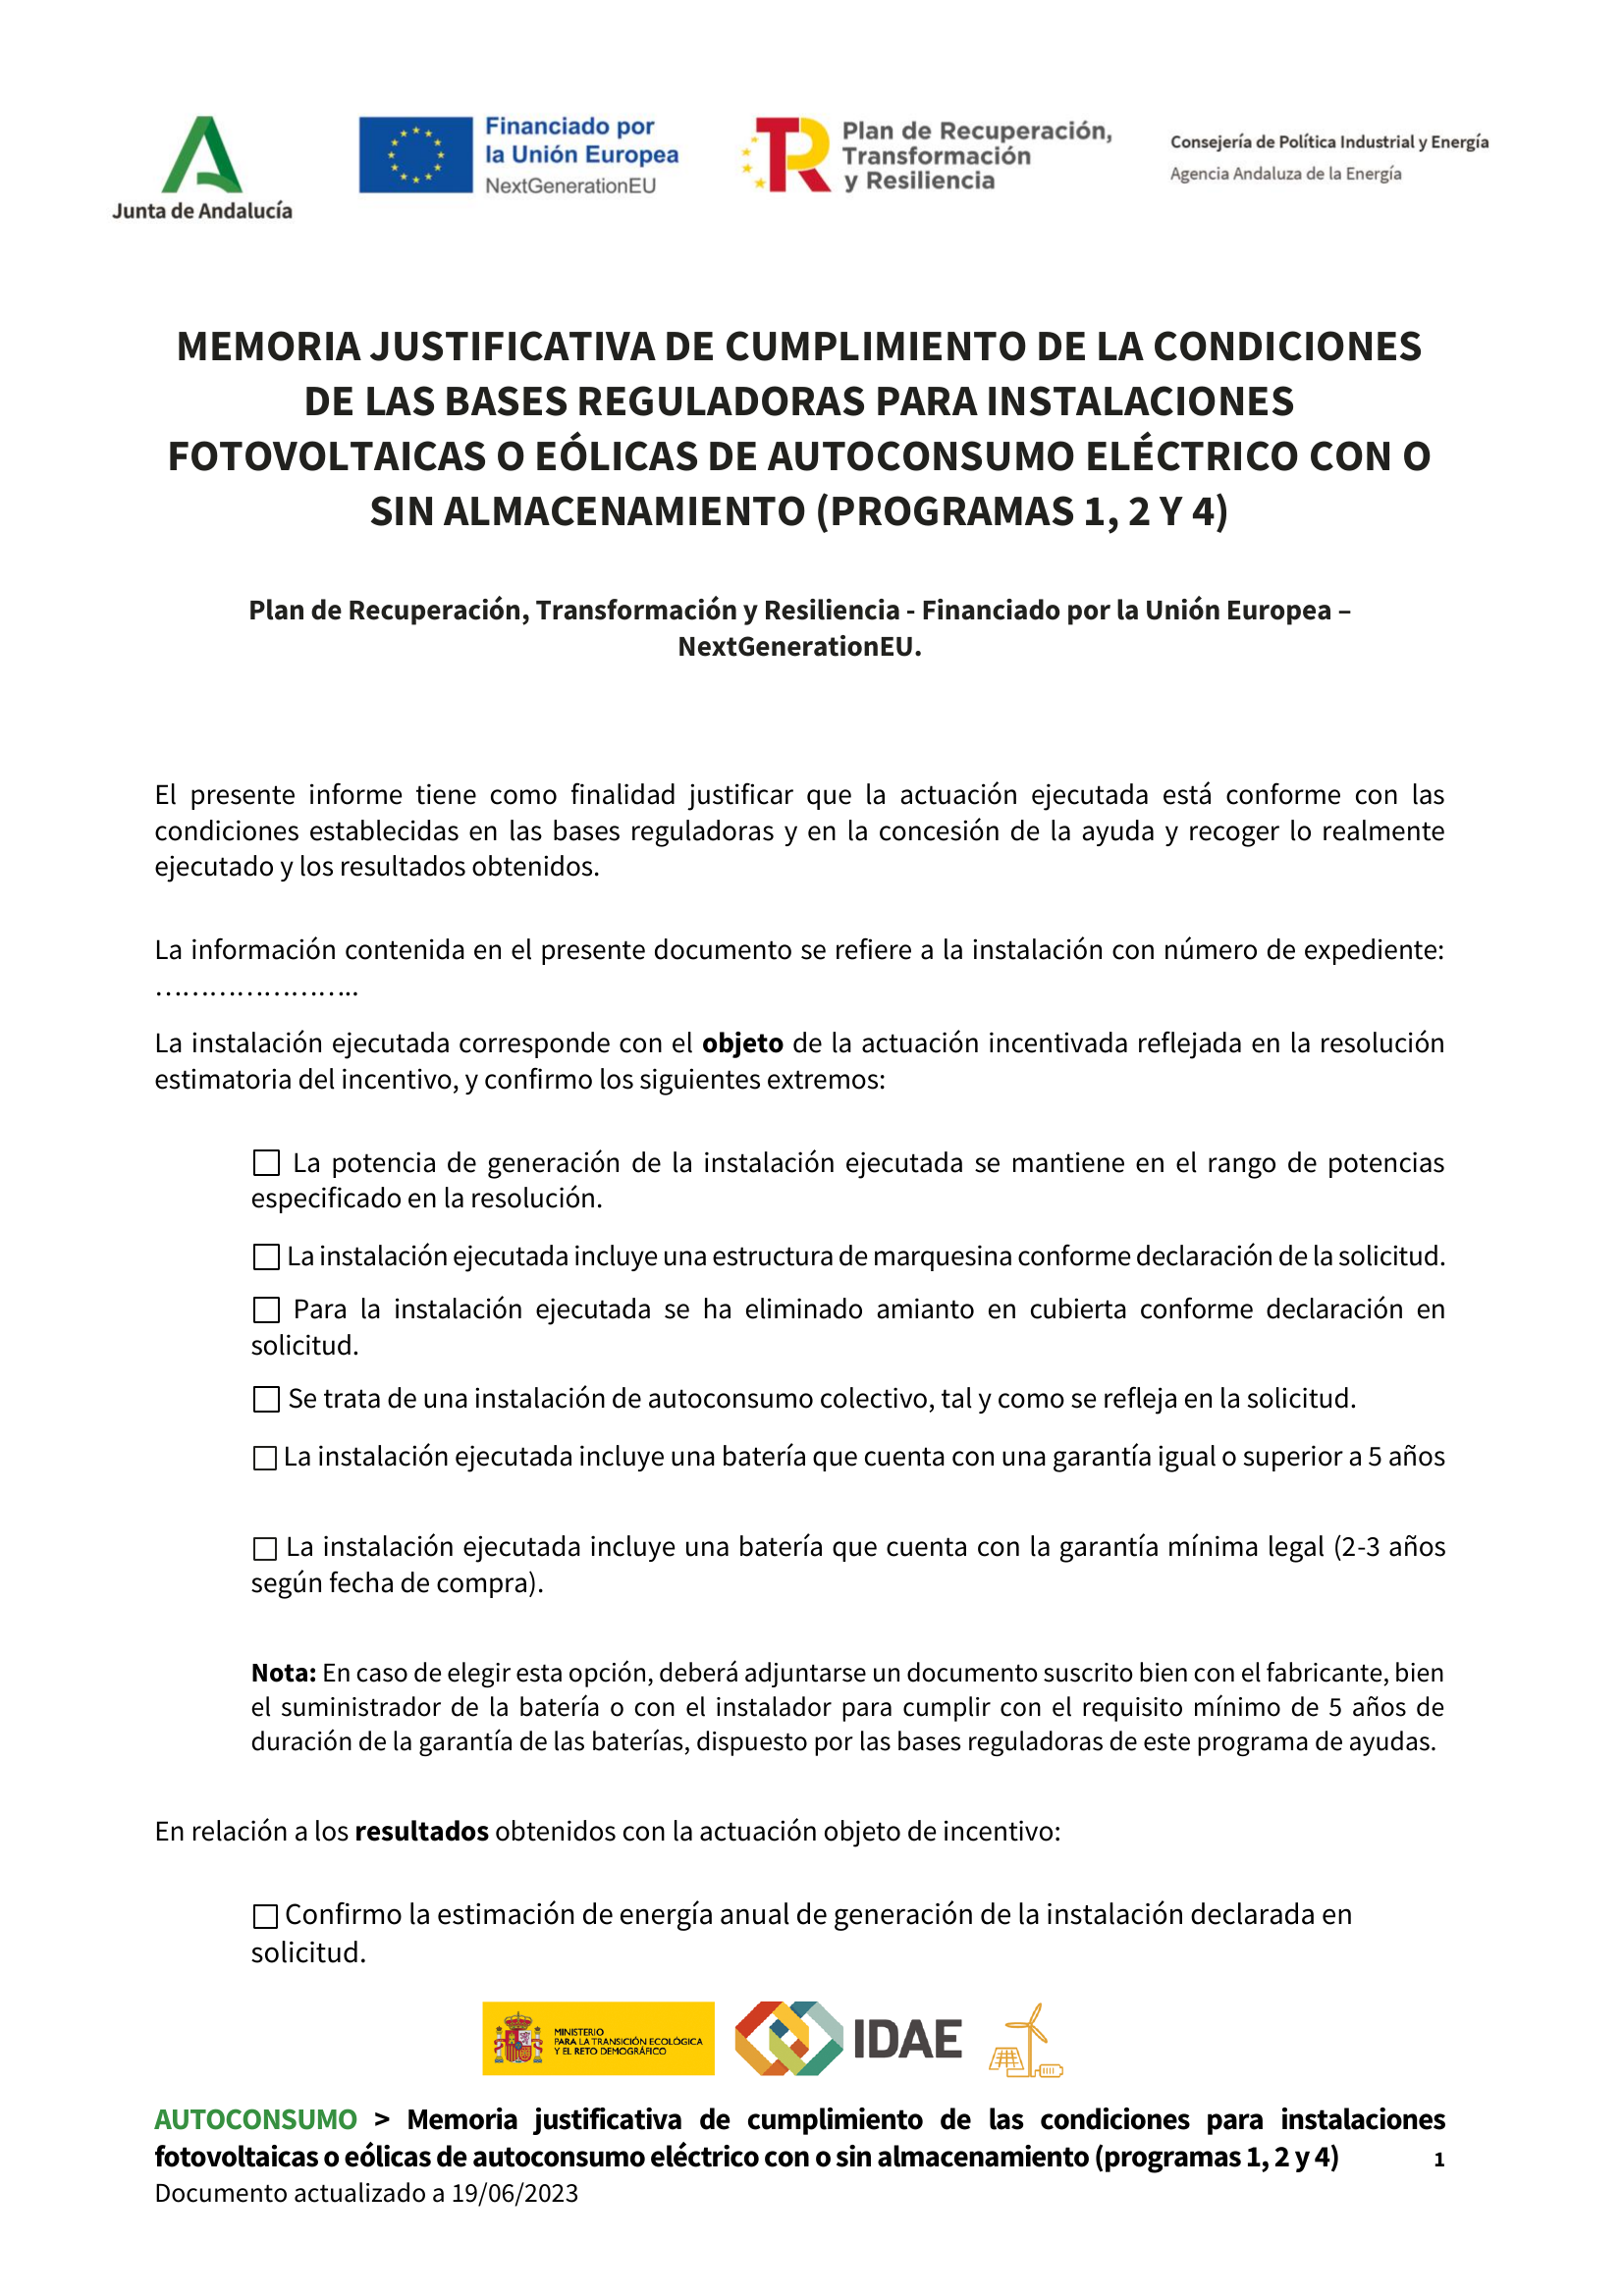 Junta de Andalucía
Financiado por
la Unión Europea
NextGenerationEU
Plan de Recuperación,
Transformación
y Resiliencia
Consejería de Política Industrial y Energía
Agencia Andaluza de la Energía
MEMORIA JUSTIFICATIVA DE CUMPLIMIENTO DE LA CONDICIONES
DE LAS BASES REGULADORAS PARA INSTALACIONES
FOTOVOLTAICAS O EÓLICAS DE AUTOCONSUMO ELÉCTRICO CON O
SIN ALMACENAMIENTO (PROGRAMAS 1, 2 Y 4)
Plan de Recuperación, Transformación y Resiliencia - Financiado por la Unión Europea –
NextGenerationEU.
El presente informe tiene como finalidad justificar que la actuación ejecutada está conforme con las
condiciones establecidas en las bases reguladoras y en la concesión de la ayuda y recoger lo realmente
ejecutado y los resultados obtenidos.
La información contenida en el presente documento se refiere a la instalación con número de expediente:
…………………..
La instalación ejecutada corresponde con el objeto de la actuación incentivada reflejada en la resolución
estimatoria del incentivo, y confirmo los siguientes extremos:
☐ La potencia de generación de la instalación ejecutada se mantiene en el rango de potencias
especificado en la resolución.
☐ La instalación ejecutada incluye una estructura de marquesina conforme declaración de la solicitud.
☐ Para la instalación ejecutada se ha eliminado amianto en cubierta conforme declaración en
solicitud.
☐ Se trata de una instalación de autoconsumo colectivo, tal y como se refleja en la solicitud.
☐ La instalación ejecutada incluye una batería que cuenta con una garantía igual o superior a 5 años
☐ La instalación ejecutada incluye una batería que cuenta con la garantía mínima legal (2-3 años
según fecha de compra).
Nota: En caso de elegir esta opción, deberá adjuntarse un documento suscrito bien con el fabricante, bien
el suministrador de la batería o con el instalador para cumplir con el requisito mínimo de 5 años de
duración de la garantía de las baterías, dispuesto por las bases reguladoras de este programa de ayudas.
En relación a los resultados obtenidos con la actuación objeto de incentivo:
☐ Confirmo la estimación de energía anual de generación de la instalación declarada en
solicitud.
MINISTERIO
PARA LA TRANSICIÓN ECOLÓGICA
Y EL RETO DEMOGRÁFICO
IDAE
AUTOCONSUMO > Memoria justificativa de cumplimiento de las condiciones para instalaciones
fotovoltaicas o eólicas de autoconsumo eléctrico con o sin almacenamiento (programas 1, 2 y 4) 1
Documento actualizado a 19/06/2023